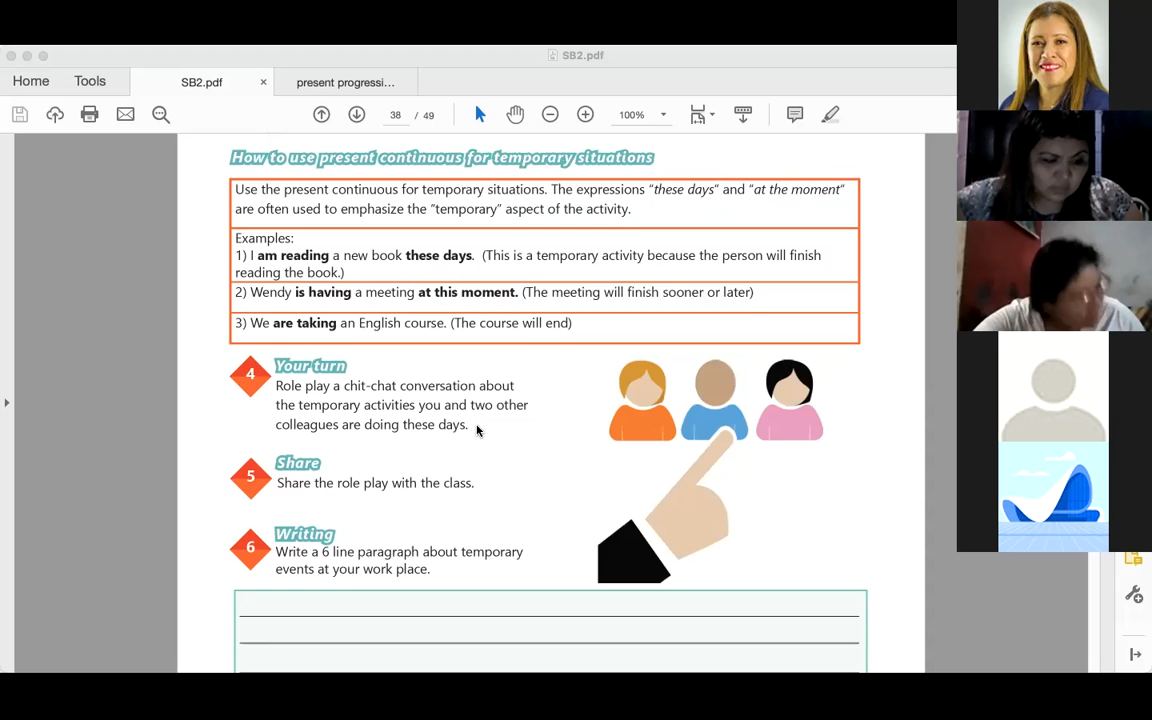 SB2.pdf
Home
Tools
SB2.pdf
×
present progressi...
38 / 49
100%
How to use present continuous for temporary situations
Use the present continuous for temporary situations. The expressions "these days" and "at the moment"
are often used to emphasize the "temporary" aspect of the activity.
Examples:
1) I am reading a new book these days. (This is a temporary activity because the person will finish
reading the book.)
2) Wendy is having a meeting at this moment. (The meeting will finish sooner or later)
3) We are taking an English course. (The course will end)
4
Your turn
Role play a chit-chat conversation about
the temporary activities you and two other
colleagues are doing these days.
5
Share
Share the role play with the class.
6
Writing
Write a 6 line paragraph about temporary
events at your work place.